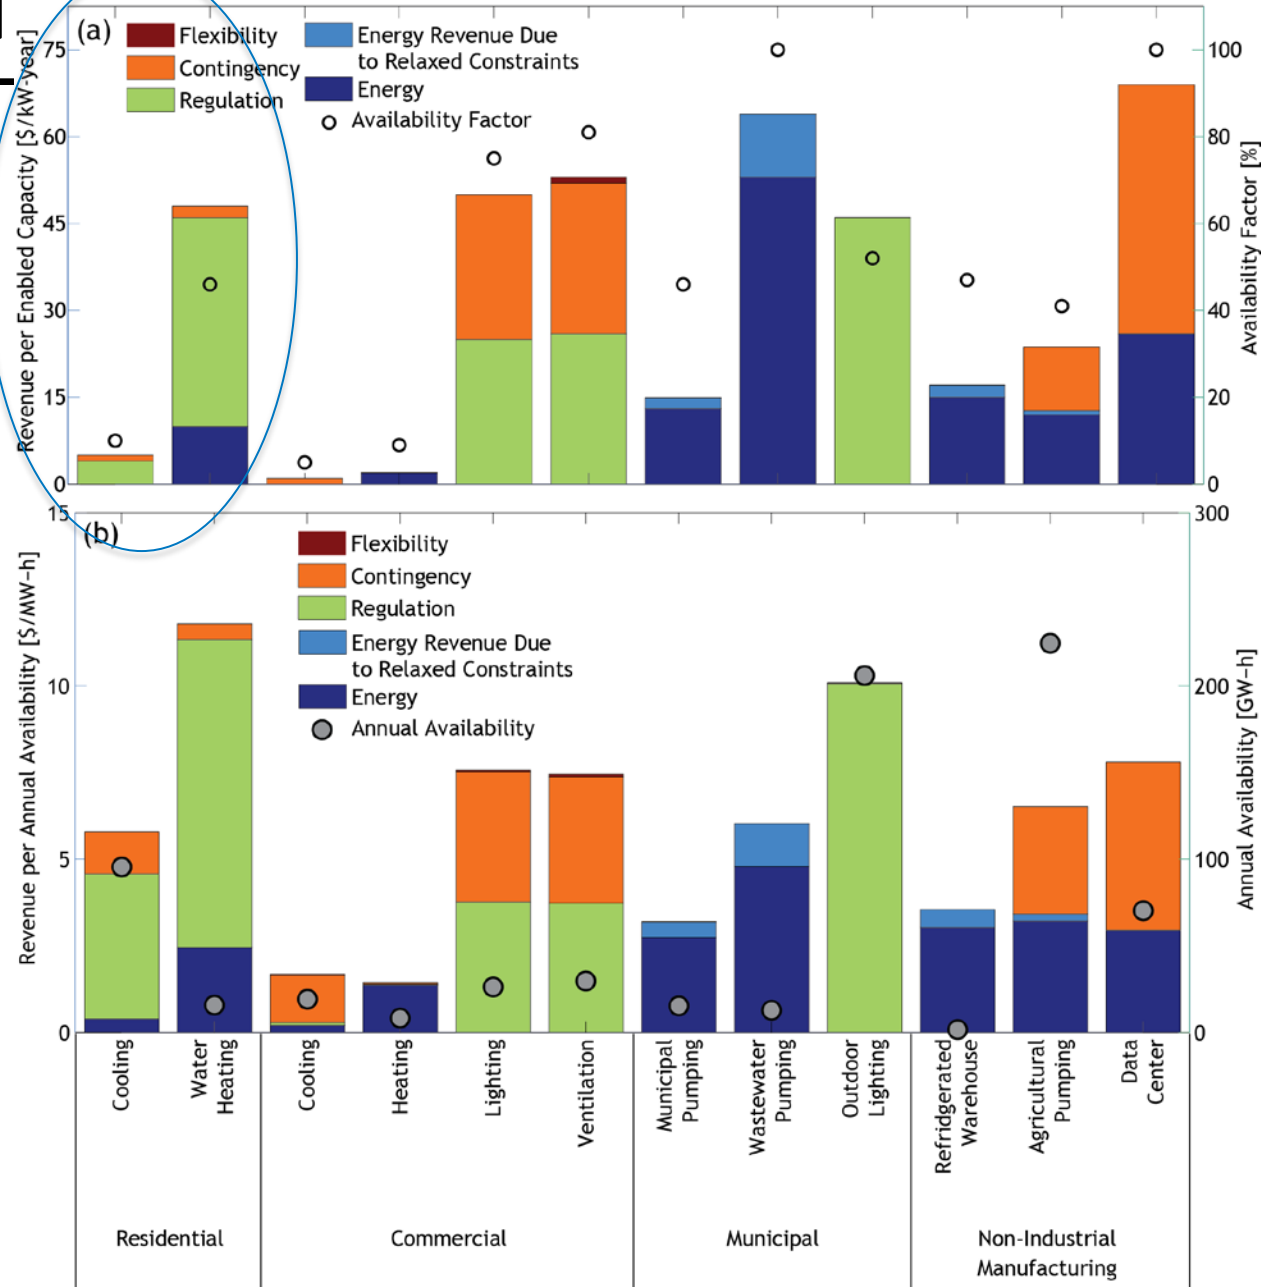 (a)
Flexibility
Contingency
Regulation
Energy Revenue Due
to Relaxed Constraints
Energy
Availability Factor
Revenue per Enabled Capacity [$/kW-year]
75
60
45
30
15
0
Availability Factor [%]
100
80
60
40
20
0
(b)
Flexibility
Contingency
Regulation
Energy Revenue Due
to Relaxed Constraints
Energy
Annual Availability
Revenue per Annual Availability [$/MW-h]
15
10
5
0
Annual Availability [GW-h]
300
200
100
0
Cooling
Water
Heating
Cooling
Heating
Lighting
Ventilation
Municipal
Pumping
Wastewater
Pumping
Outdoor
Lighting
Refridgerated
Warehouse
Agricultural
Pumping
Data
Center
Residential
Commercial
Municipal
Non-Industrial
Manufacturing